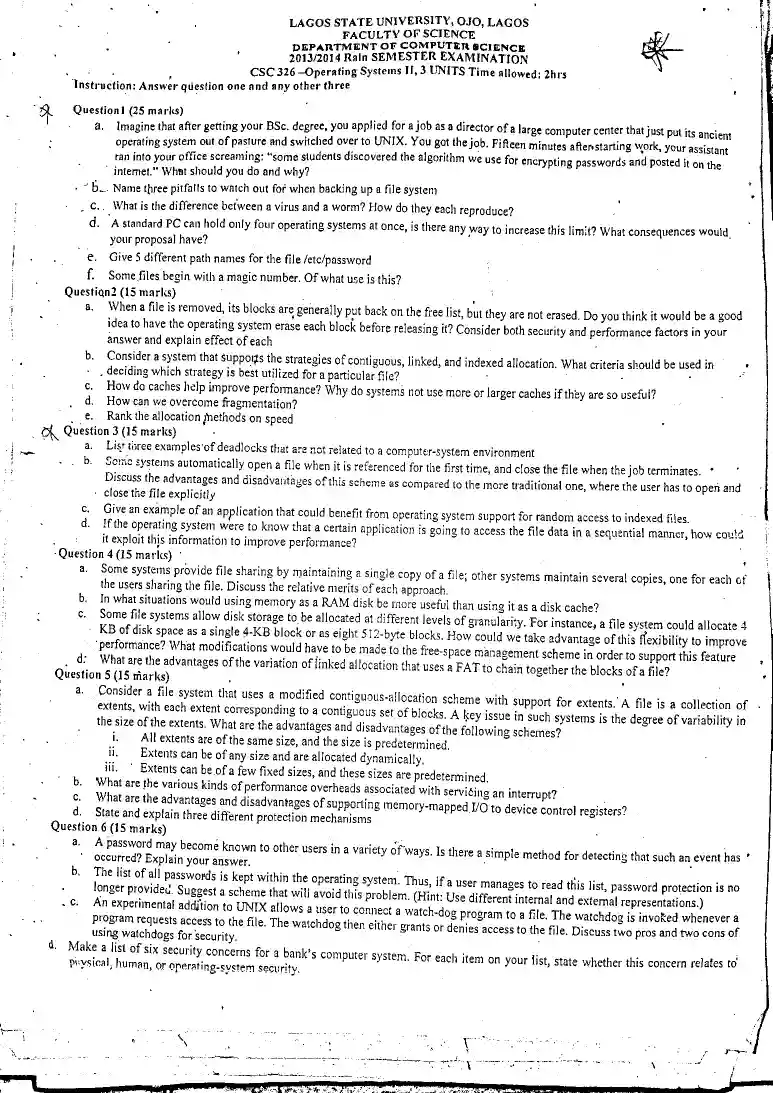 LAGOS STATE UNIVERSITY, OJO, LAGOS
FACULTY OF SCIENCE
DEPARTMENT OF COMPUTER SCIENCE
2013/2014 Rain SEMESTER EXAMINATION
CSC 326 –Operating Systems II, 3 UNITS Time allowed: 2hrs
Instruction: Answer question one and any other three
Question1 (25 marks)
a. Imagine that after getting your BSc. degree, you applied for a job as a director of a large computer center that just put its ancient
operating system out of pasture and switched over to UNIX. You got the job. Fifteen minutes after starting work, your assistant
ran into your office screaming: “some students discovered the algorithm we use for encrypting passwords and posted it on the
internet.” What should you do and why?
b. Name three pitfalls to watch out for when backing up a file system
c. What is the difference between a virus and a worm? How do they each reproduce?
d. A standard PC can hold only four operating systems at once, is there any way to increase this limit? What consequences would
your proposal have?
e. Give 5 different path names for the file /etc/password
f. Some files begin with a magic number. Of what use is this?
Question2 (15 marks)
a. When a file is removed, its blocks are generally put back on the free list, but they are not erased. Do you think it would be a good
idea to have the operating system erase each block before releasing it? Consider both security and performance factors in your
answer and explain effect of each
b. Consider a system that supports the strategies of contiguous, linked, and indexed allocation. What criteria should be used in
deciding which strategy is best utilized for a particular file?
c. How do caches help improve performance? Why do systems not use more or larger caches if they are so useful?
d. How can we overcome fragmentation?
e. Rank the allocation methods on speed
Question 3 (15 marks)
a. List three examples of deadlocks that are not related to a computer-system environment
b. Some systems automatically open a file when it is referenced for the first time, and close the file when the job terminates.
Discuss the advantages and disadvantages of this scheme as compared to the more traditional one, where the user has to open and
close the file explicitly
c. Give an example of an application that could benefit from operating system support for random access to indexed files.
d. If the operating system were to know that a certain application is going to access the file data in a sequential manner, how could
it exploit this information to improve performance?
Question 4 (15 marks)
a. Some systems provide file sharing by maintaining a single copy of a file; other systems maintain several copies, one for each of
the users sharing the file. Discuss the relative merits of each approach.
b. In what situations would using memory as a RAM disk be more useful than using it as a disk cache?
c. Some file systems allow disk storage to be allocated at different levels of granularity. For instance, a file system could allocate 4
KB of disk space as a single 4-KB block or as eight 512-byte blocks. How could we take advantage of this flexibility to improve
performance? What modifications would have to be made to the free-space management scheme in order to support this feature
d. What are the advantages of the variation of linked allocation that uses a FAT to chain together the blocks of a file?
Question 5 (15 marks)
a. Consider a file system that uses a modified contiguous-allocation scheme with support for extents. A file is a collection of
extents, with each extent corresponding to a contiguous set of blocks. A key issue in such systems is the degree of variability in
the size of the extents. What are the advantages and disadvantages of the following schemes?
i. All extents are of the same size, and the size is predetermined.
ii. Extents can be of any size and are allocated dynamically.
iii. Extents can be of a few fixed sizes, and these sizes are predetermined.
b. What are the various kinds of performance overheads associated with servicing an interrupt?
c. What are the advantages and disadvantages of supporting memory-mapped I/O to device control registers?
d. State and explain three different protection mechanisms
Question 6 (15 marks)
a. A password may become known to other users in a variety of ways. Is there a simple method for detecting that such an event has
occurred? Explain your answer.
b. The list of all passwords is kept within the operating system. Thus, if a user manages to read this list, password protection is no
longer provided. Suggest a scheme that will avoid this problem. (Hint: Use different internal and external representations.)
c. An experimental addition to UNIX allows a user to connect a watch-dog program to a file. The watchdog is invoked whenever a
program requests access to the file. The watchdog then either grants or denies access to the file. Discuss two pros and two cons of
using watchdogs for security.
d. Make a list of six security concerns for a bank's computer system. For each item on your list, state whether this concern relates to
physical, human, or operating-system security.